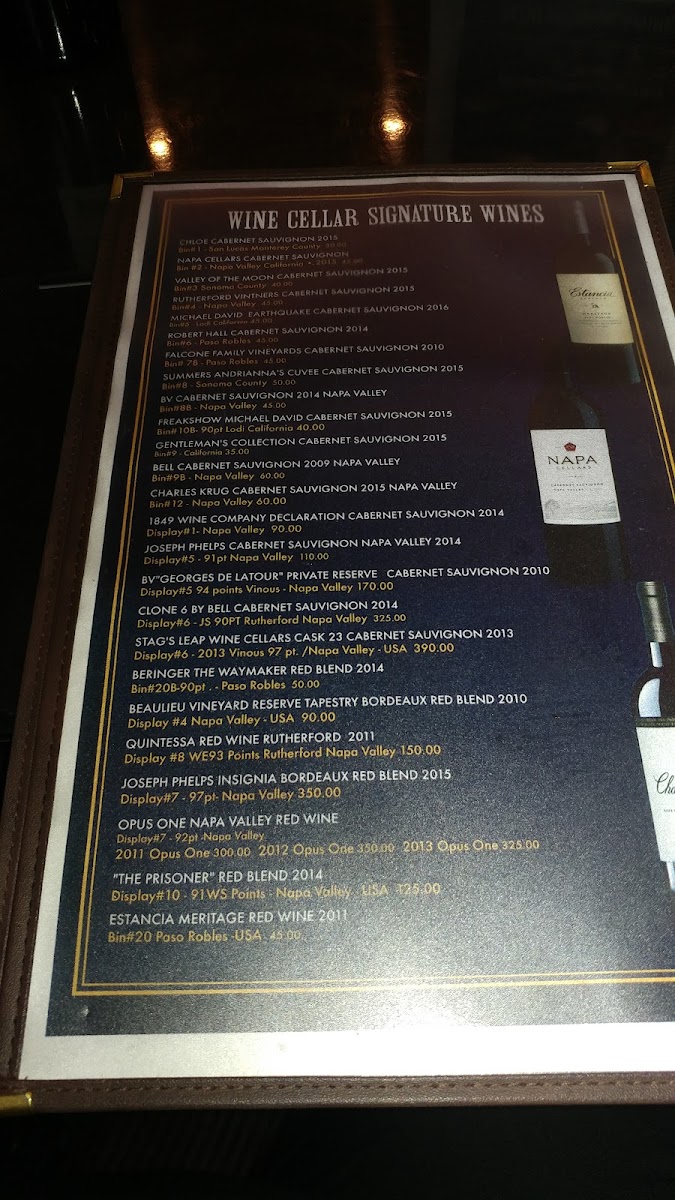 WINE CELLAR SIGNATURE WINES
CHLOE CABERNET SAUVIGNON 2015
Bin#1 - San Lucas Monterey County 30.00
NAPA CELLARS CABERNET SAUVIGNON
Bin #2 - Napa Valley California • 2015 45.00
VALLEY OF THE MOON CABERNET SAUVIGNON 2015
Bin#3 Sonoma County 40.00
RUTHERFORD VINTNERS CABERNET SAUVIGNON 2015
Bin#4 - Napa Valley 45.00
MICHAEL DAVID EARTHQUAKE CABERNET SAUVIGNON 2016
Bin#5 - Lodi California 45.00
ROBERT HALL CABERNET SAUVIGNON 2014
Bin#6 - Paso Robles 45.00
FALCONE FAMILY VINEYARDS CABERNET SAUVIGNON 2010
Bin# 7B - Paso Robles 45.00
SUMMERS ANDRIANNA'S CUVEE CABERNET SAUVIGNON 2015
Bin#8 - Sonoma County 50.00
BV CABERNET SAUVIGNON 2014 NAPA VALLEY
Bin#8B - Napa Valley 45.00
FREAKSHOW MICHAEL DAVID CABERNET SAUVIGNON 2015
Bin#10B- 90pt Lodi California 40.00
GENTLEMAN'S COLLECTION CABERNET SAUVIGNON 2015
Bin#9 - California 35.00
BELL CABERNET SAUVIGNON 2009 NAPA VALLEY
Bin#9B - Napa Valley 60.00
CHARLES KRUG CABERNET SAUVIGNON 2015 NAPA VALLEY
Bin#12 - Napa Valley 60.00
1849 WINE COMPANY DECLARATION CABERNET SAUVIGNON 2014
Display#1- Napa Valley 90.00
JOSEPH PHELPS CABERNET SAUVIGNON NAPA VALLEY 2014
Display#5 - 91pt Napa Valley 110.00
BV"GEORGES DE LATOUR" PRIVATE RESERVE CABERNET SAUVIGNON 2010
Display#5 94 points Vinous - Napa Valley 170.00
CLONE 6 BY BELL CABERNET SAUVIGNON 2014
Display#6 - JS 90PT Rutherford Napa Valley 325.00
STAG'S LEAP WINE CELLARS CASK 23 CABERNET SAUVIGNON 2013
Display#6 - 2013 Vinous 97 pt. /Napa Valley - USA 390.00
BERINGER THE WAYMAKER RED BLEND 2014
Bin#20B-90pt . - Paso Robles 50.00
BEAULIEU VINEYARD RESERVE TAPESTRY BORDEAUX RED BLEND 2010
Display #4 Napa Valley - USA 90.00
QUINTESSA RED WINE RUTHERFORD 2011
Display #8 WE93 Points Rutherford Napa Valley 150.00
JOSEPH PHELPS INSIGNIA BORDEAUX RED BLEND 2015
Display#7 - 97pt- Napa Valley 350.00
OPUS ONE NAPA VALLEY RED WINE
Display#7 - 92pt -Napa Valley
2011 Opus One 300.00 2012 Opus One 350.00 2013 Opus One 325.00
"THE PRISONER" RED BLEND 2014
Display#10 - 91WS Points - Napa Valley USA 125.00
ESTANCIA MERITAGE RED WINE 2011
Bin#20 Paso Robles -USA- 45.00
Estancia
MERITAGE
NAPA
CELLARS
CABERNET SAUVIGNON
NAPA VALLEY